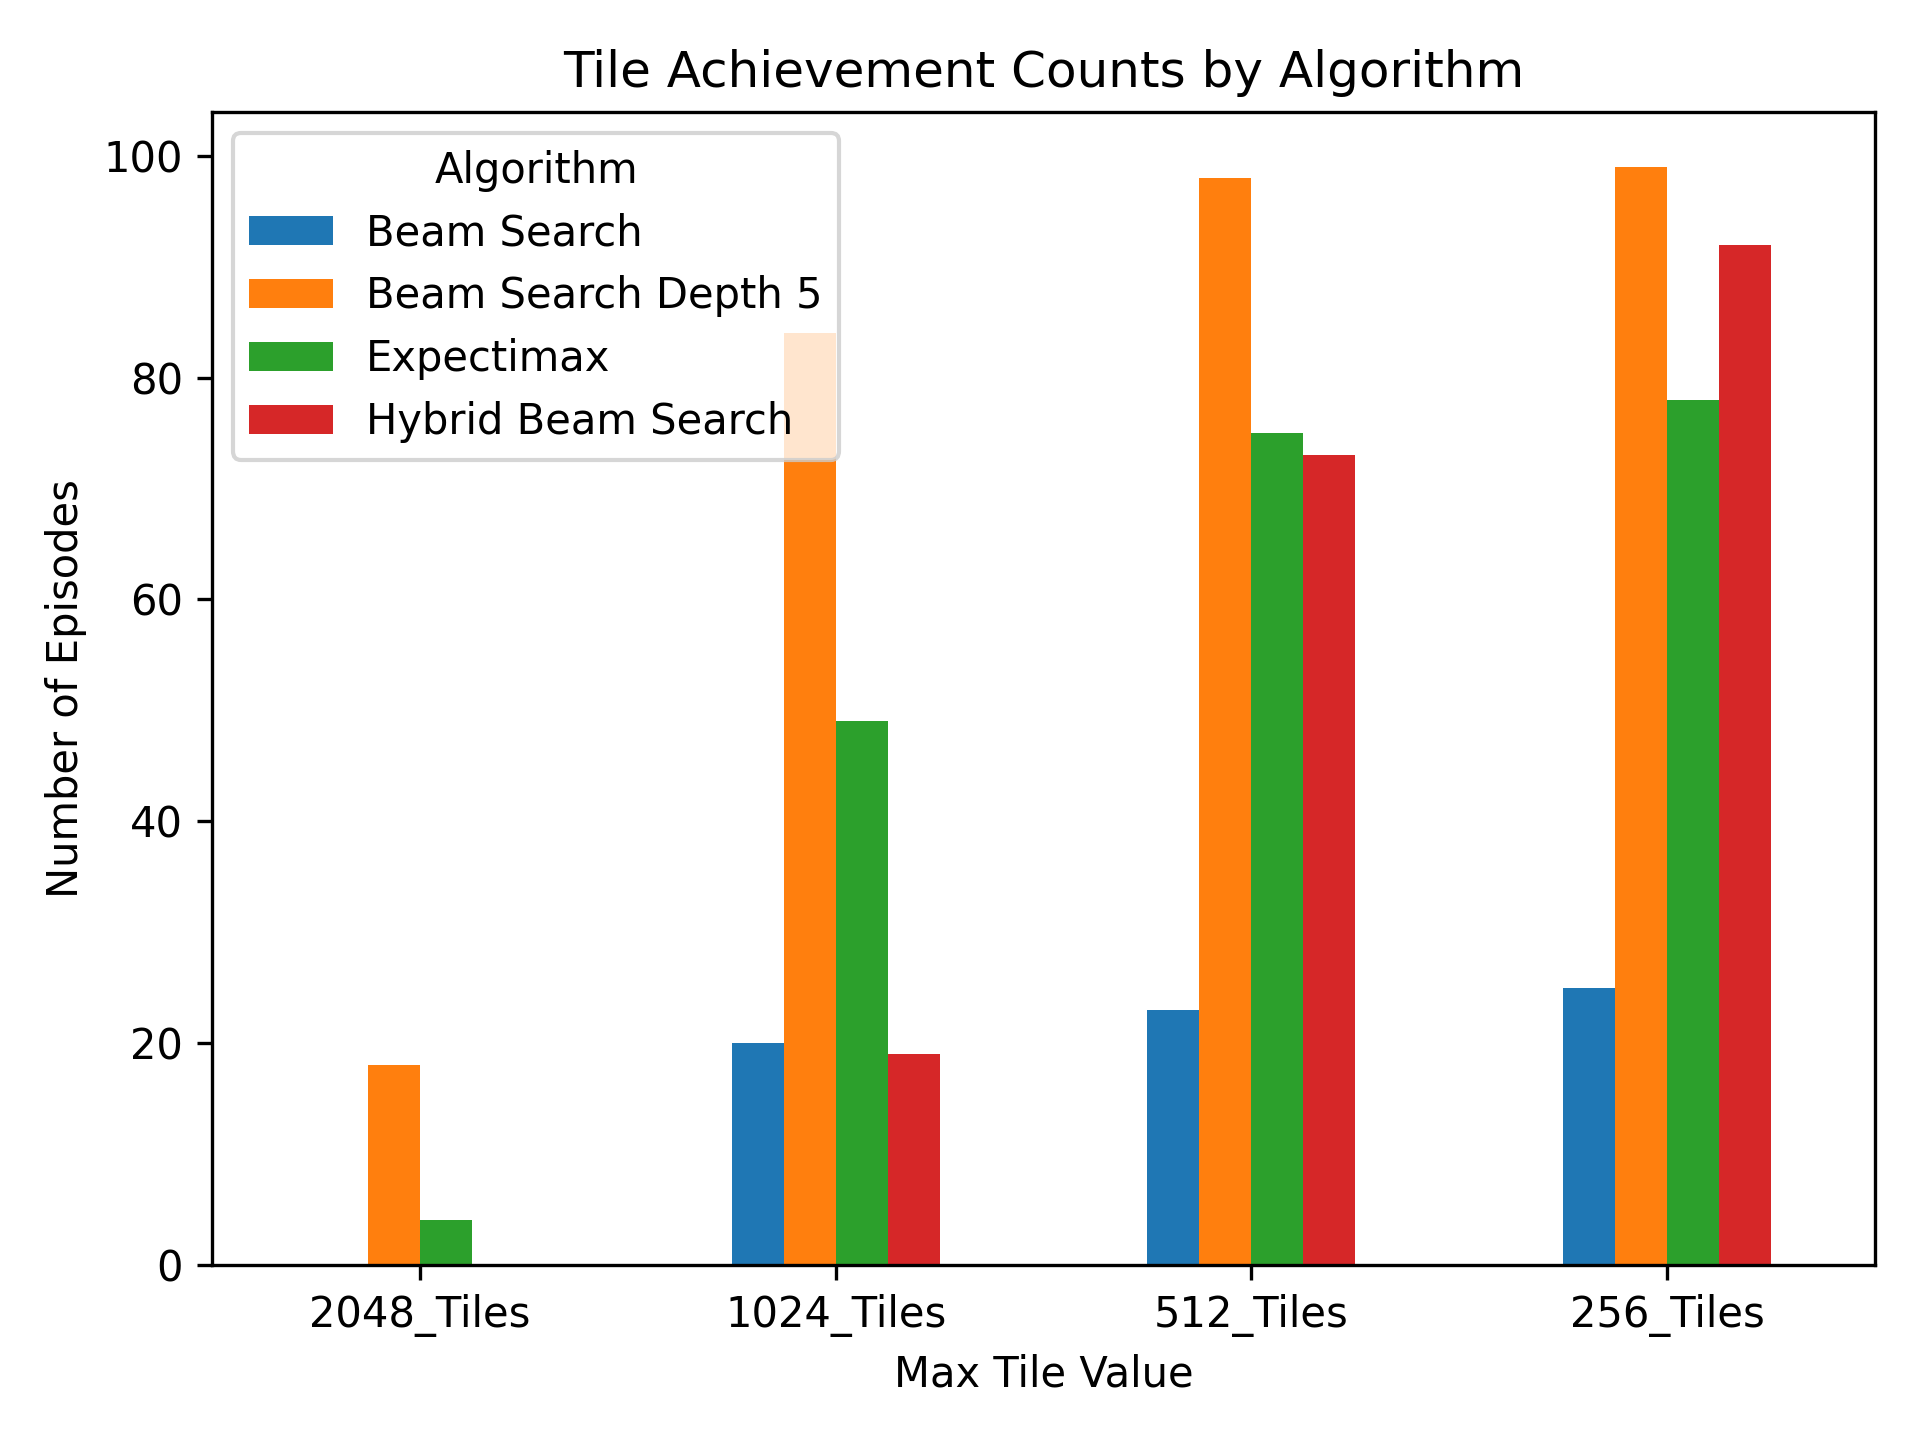 Tile Achievement Counts by Algorithm
Algorithm
Beam Search
Beam Search Depth 5
Expectimax
Hybrid Beam Search
Number of Episodes
100
80
60
40
20
0
2048_Tiles
1024_Tiles
512_Tiles
256_Tiles
Max Tile Value